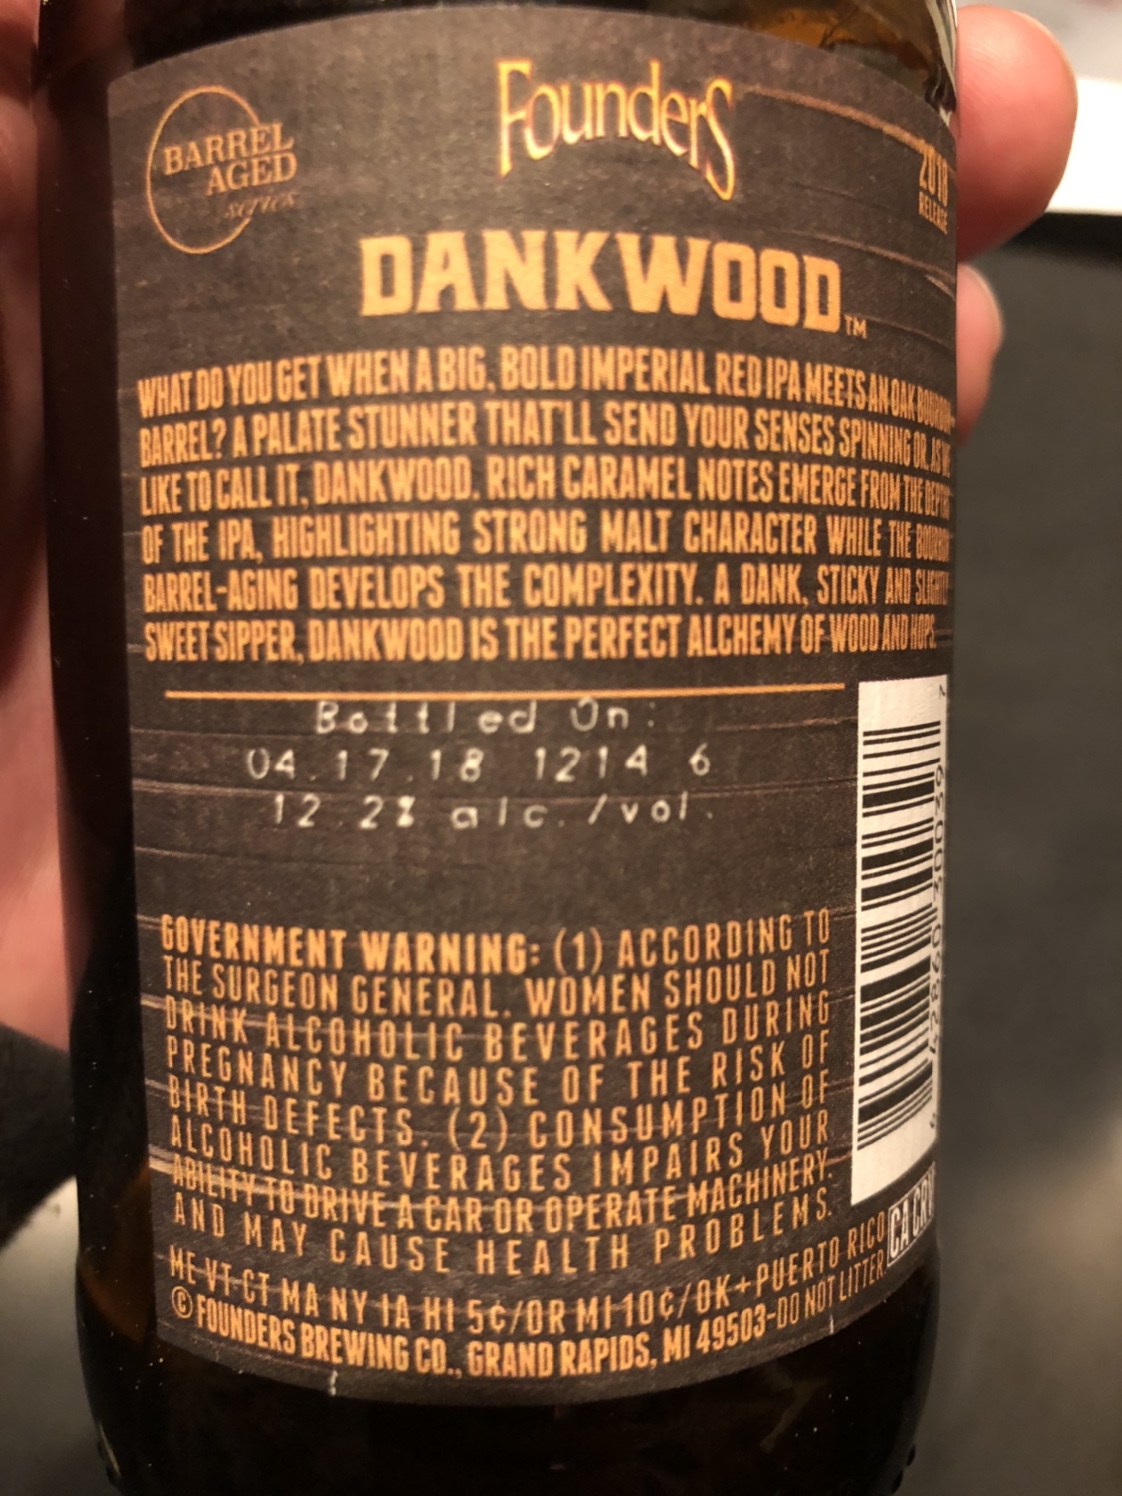 BARREL
AGED
series
Founders
2018
RELEASE
DANKWOOD™
WHAT DO YOU GET WHEN A BIG, BOLD IMPERIAL RED IPA MEETS AN OAK BOURBON
BARREL? A PALATE STUNNER THAT'LL SEND YOUR SENSES SPINNING OR, AS WE
LIKE TO CALL IT, DANKWOOD. RICH CARAMEL NOTES EMERGE FROM THE DEPTHS
OF THE IPA, HIGHLIGHTING STRONG MALT CHARACTER WHILE THE BOURBON
BARREL-AGING DEVELOPS THE COMPLEXITY. A DANK, STICKY AND SLIGHTLY
SWEET SIPPER, DANKWOOD IS THE PERFECT ALCHEMY OF WOOD AND HOPS.
Bottled On:
04.17.18 1214 6
12.2% alc./vol.
GOVERNMENT WARNING: (1) ACCORDING TO
THE SURGEON GENERAL, WOMEN SHOULD NOT
DRINK ALCOHOLIC BEVERAGES DURING
PREGNANCY BECAUSE OF THE RISK OF
BIRTH DEFECTS. (2) CONSUMPTION OF
ALCOHOLIC BEVERAGES IMPAIRS YOUR
ABILITY TO DRIVE A CAR OR OPERATE MACHINERY,
AND MAY CAUSE HEALTH PROBLEMS.
ME VT CT MA NY IA HI 5¢/OR MI 10¢/OK+PUERTO RICO CA CRV
© FOUNDERS BREWING CO., GRAND RAPIDS, MI 49503-DO NOT LITTER